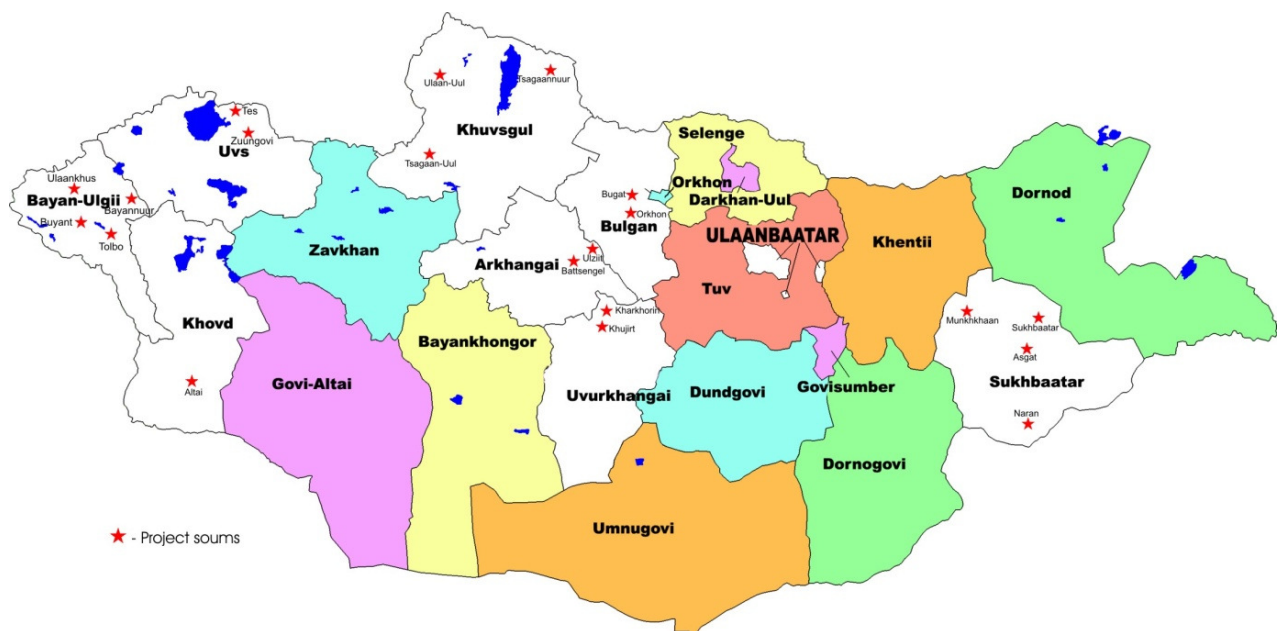 Ulaan-Uul
Tsagaannuur
Khuvsgul
Tsagaan-Uul
Tes
Zuungovi
Uvs
Ulaankhus
Bayan-Ulgii
Bayannuur
Buyant
Tolbo
Selenge
Orkhon
Darkhan-Uul
Bugat
Orkhon
Bulgan
ULAANBAATAR
Dornod
Khentii
Zavkhan
Arkhangai
Ulziit
Battsengel
Tuv
Khovd
Kharkhorin
Khujirt
Munkhkhaan
Sukhbaatar
Asgat
Sukhbaatar
Naran
Bayankhongor
Govi-Altai
Altai
Uvurkhangai
Dundgovi
Govisumber
Dornogovi
Umnugovi
- Project soums